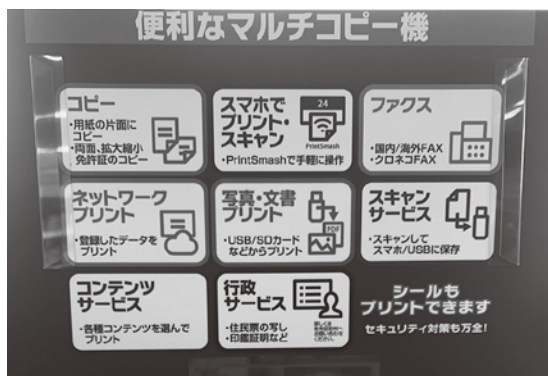 便利なマルチコピー機
コピー
・用紙の片面に
コピー
・両面、拡大縮小
免許証のコピー
スマホで
プリント・
スキャン
24
PrintSmash
・PrintSmashで手軽に操作
ファクス
・国内/海外FAX
・クロネコFAX
ネットワーク
プリント
・登録したデータを
プリント
写真・文書
プリント
PDF
・USB/SDカード
などからプリント
スキャン
サービス
・スキャンして
スマホ/USBに保存
コンテンツ
サービス
・各種コンテンツを選んで
プリント
行政
サービス
・住民票の写し
・印鑑証明など
シールも
プリントできます
セキュリティ対策も万全!